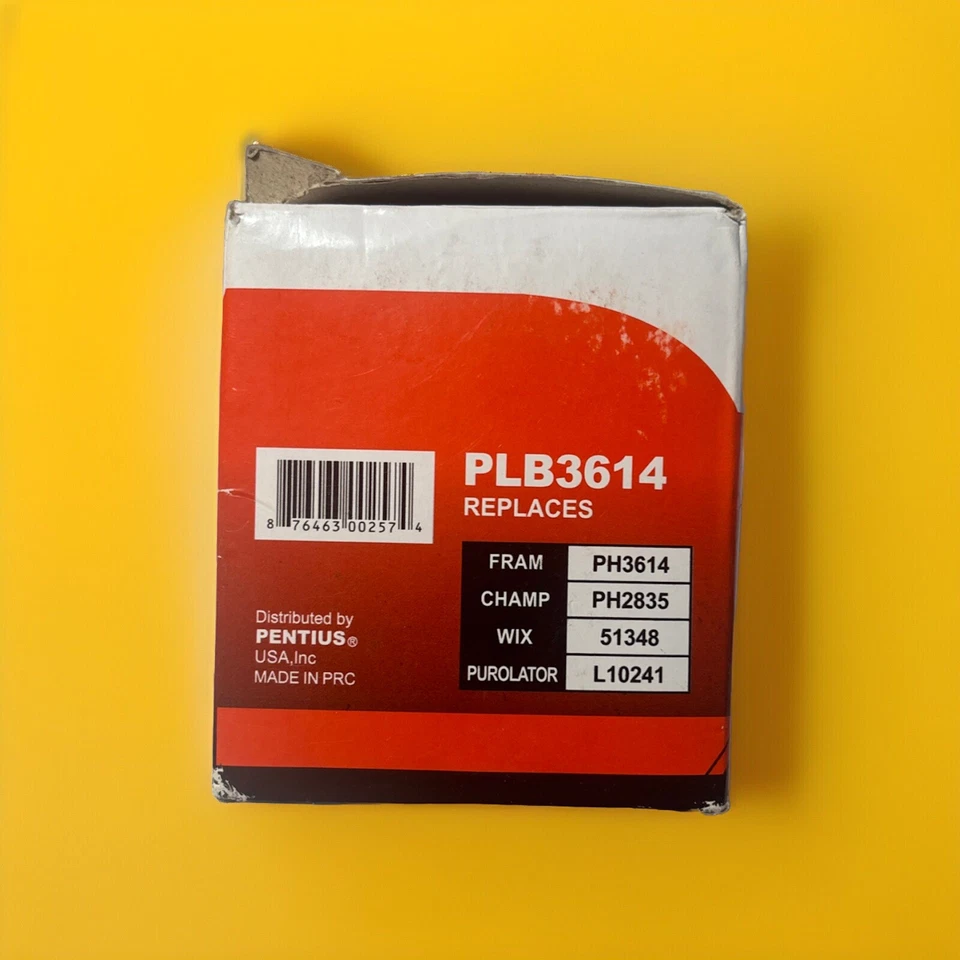 PLB3614
REPLACES
8 76463 00257 4
FRAM PH3614
CHAMP PH2835
WIX 51348
PUROLATOR L10241
Distributed by
PENTIUS®
USA,Inc
MADE IN PRC